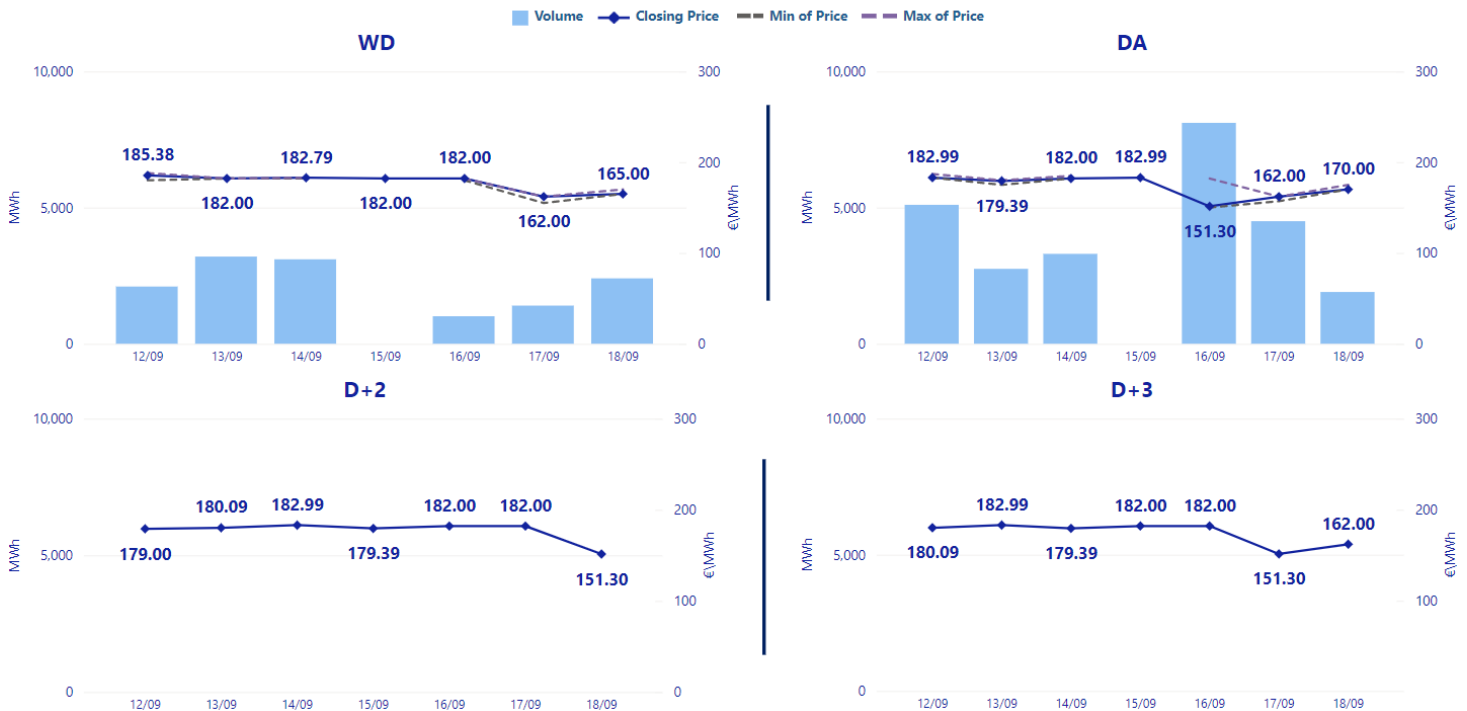 Volume Closing Price Min of Price Max of Price
WD
10,000 300
185.38 182.79 182.00 165.00
200
182.00 182.00 162.00
MWh 5,000 €\MWh
100
0 0
12/09 13/09 14/09 15/09 16/09 17/09 18/09
DA
10,000 300
182.99 182.00 182.99 162.00 170.00
200
179.39 151.30
MWh 5,000 €\MWh
100
0 0
12/09 13/09 14/09 15/09 16/09 17/09 18/09
D+2
10,000 300
180.09 182.99 182.00 182.00
200
179.00 179.39 151.30
MWh 5,000 €\MWh
100
0 0
12/09 13/09 14/09 15/09 16/09 17/09 18/09
D+3
10,000 300
182.99 182.00 182.00 162.00
200
180.09 179.39 151.30
MWh 5,000 €\MWh
100
0 0
12/09 13/09 14/09 15/09 16/09 17/09 18/09